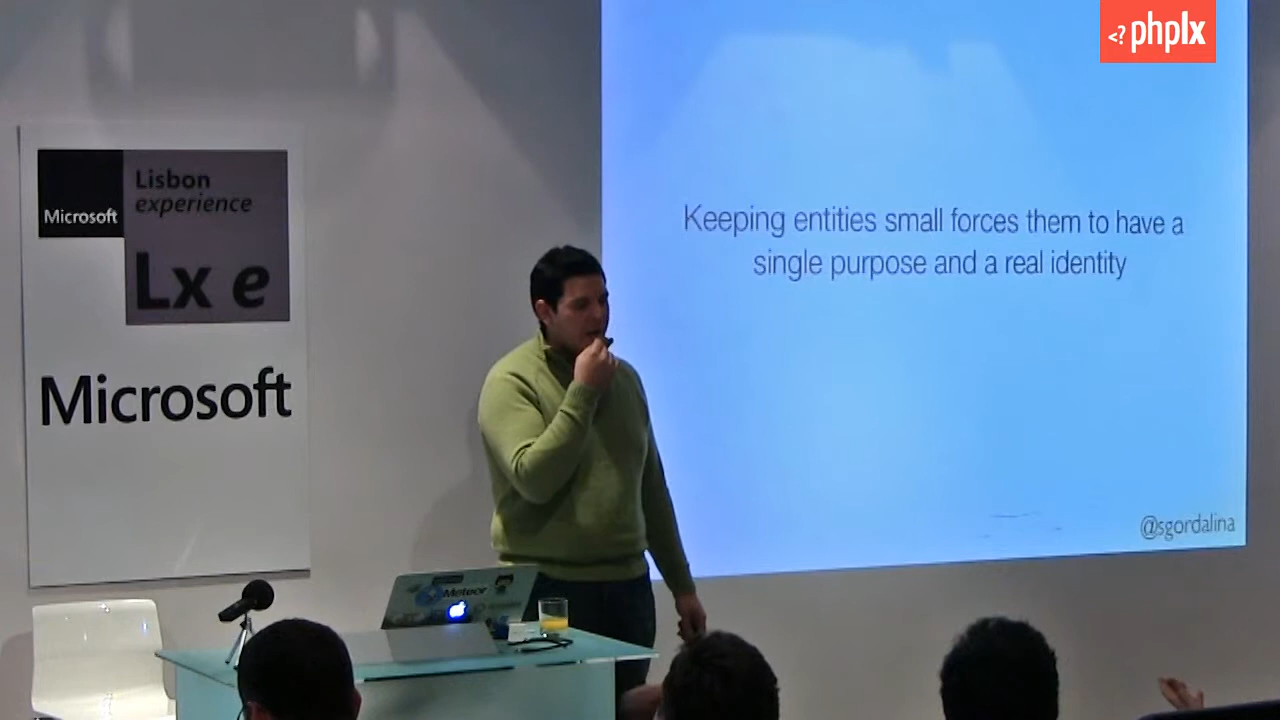 <? phplx
Lisbon
experience
Microsoft
Lx e
Microsoft
Keeping entities small forces them to have a
single purpose and a real identity
@sgordalina
Meteor